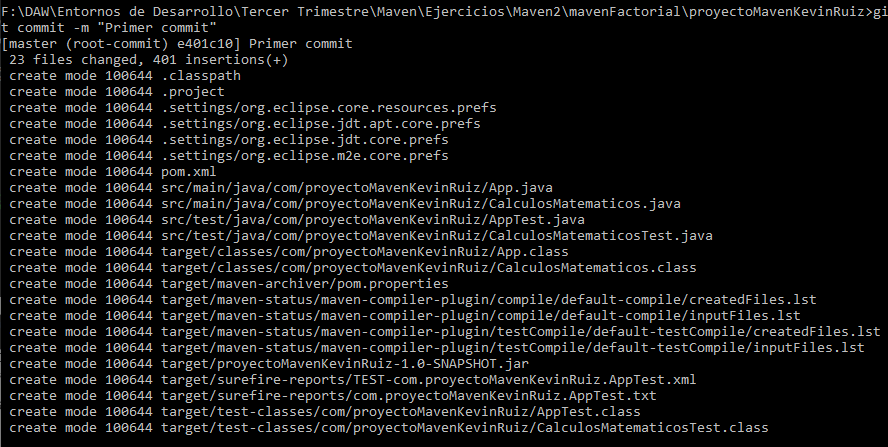 F:\DAW\Entornos de Desarrollo\Tercer Trimestre\Maven\Ejercicios\Maven2\mavenFactorial\proyectoMavenKevinRuiz>gi
t commit -m "Primer commit"
[master (root-commit) e401c10] Primer commit
 23 files changed, 401 insertions(+)
 create mode 100644 .classpath
 create mode 100644 .project
 create mode 100644 .settings/org.eclipse.core.resources.prefs
 create mode 100644 .settings/org.eclipse.jdt.apt.core.prefs
 create mode 100644 .settings/org.eclipse.jdt.core.prefs
 create mode 100644 .settings/org.eclipse.m2e.core.prefs
 create mode 100644 pom.xml
 create mode 100644 src/main/java/com/proyectoMavenKevinRuiz/App.java
 create mode 100644 src/main/java/com/proyectoMavenKevinRuiz/CalculosMatematicos.java
 create mode 100644 src/test/java/com/proyectoMavenKevinRuiz/AppTest.java
 create mode 100644 src/test/java/com/proyectoMavenKevinRuiz/CalculosMatematicosTest.java
 create mode 100644 target/classes/com/proyectoMavenKevinRuiz/App.class
 create mode 100644 target/classes/com/proyectoMavenKevinRuiz/CalculosMatematicos.class
 create mode 100644 target/maven-archiver/pom.properties
 create mode 100644 target/maven-status/maven-compiler-plugin/compile/default-compile/createdFiles.lst
 create mode 100644 target/maven-status/maven-compiler-plugin/compile/default-compile/inputFiles.lst
 create mode 100644 target/maven-status/maven-compiler-plugin/testCompile/default-testCompile/createdFiles.lst
 create mode 100644 target/maven-status/maven-compiler-plugin/testCompile/default-testCompile/inputFiles.lst
 create mode 100644 target/proyectoMavenKevinRuiz-1.0-SNAPSHOT.jar
 create mode 100644 target/surefire-reports/TEST-com.proyectoMavenKevinRuiz.AppTest.xml
 create mode 100644 target/surefire-reports/com.proyectoMavenKevinRuiz.AppTest.txt
 create mode 100644 target/test-classes/com/proyectoMavenKevinRuiz/AppTest.class
 create mode 100644 target/test-classes/com/proyectoMavenKevinRuiz/CalculosMatematicosTest.class